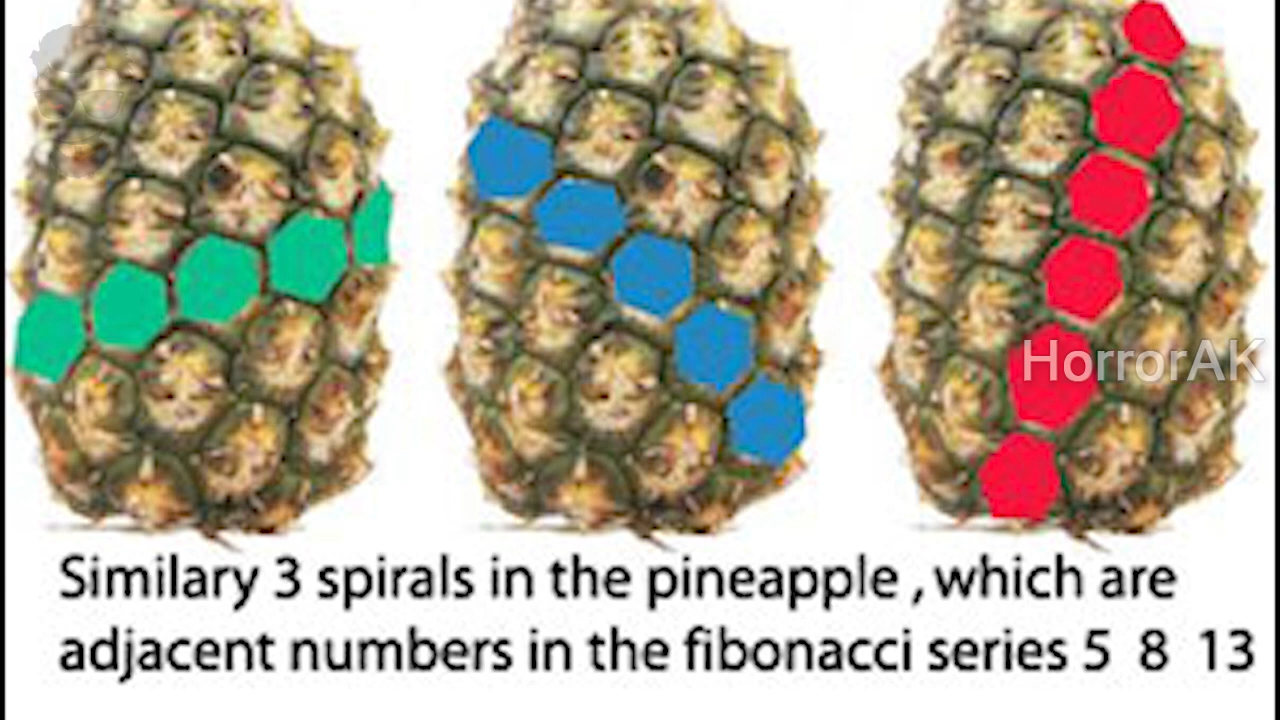 HorrorAK
Similary 3 spirals in the pineapple , which are
adjacent numbers in the fibonacci series 5 8 13